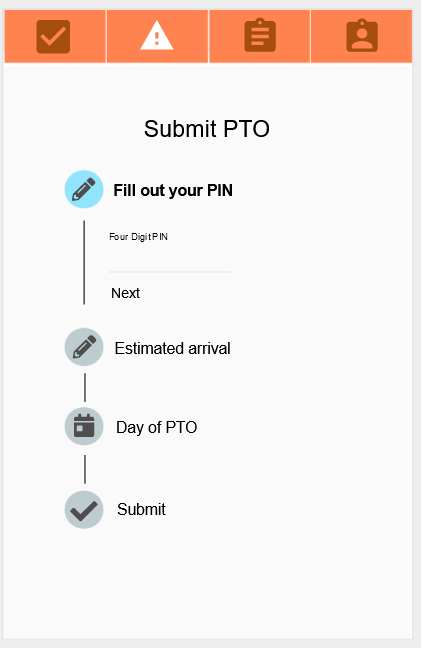 Submit PTO
Fill out your PIN
Four Digit PIN
Next
Estimated arrival
Day of PTO
Submit